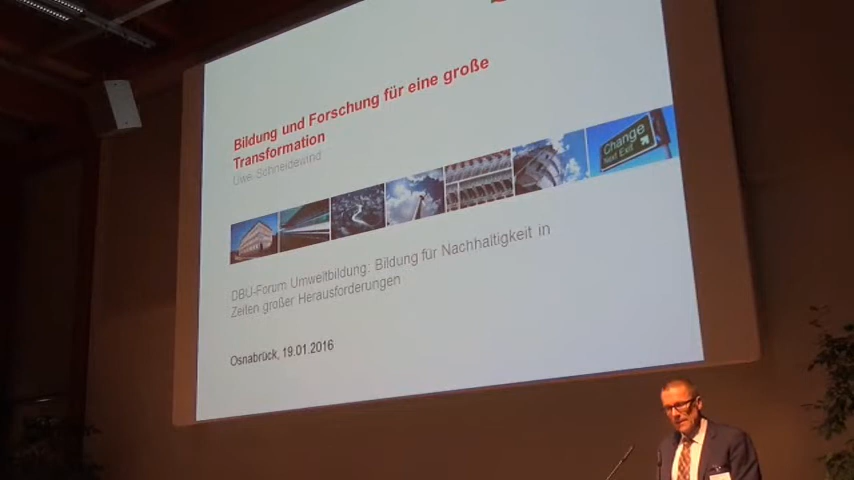 Bildung und Forschung für eine große
Transformation
Uwe Schneidewind
Change
Next Exit
DBU-Forum Umweltbildung: Bildung für Nachhaltigkeit in
Zeiten großer Herausforderungen
Osnabrück, 19.01.2016